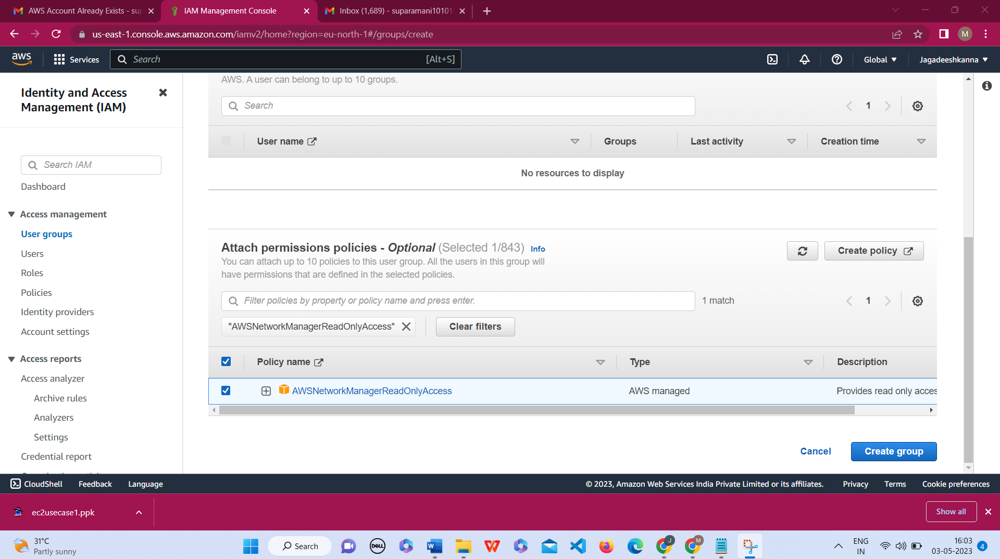 AWS Account Already Exists - sup
IAM Management Console
Inbox (1,689) - suparamani10101
us-east-1.console.aws.amazon.com/iamv2/home?region=eu-north-1#/groups/create
M
aws
Services
Search
[Alt+S]
Global
Jagadeeshkanna
Identity and Access
Management (IAM)
Search IAM
Dashboard
Access management
User groups
Users
Roles
Policies
Identity providers
Account settings
Access reports
Access analyzer
Archive rules
Analyzers
Settings
Credential report
AWS. A user can belong to up to 10 groups.
Search
1
User name
Groups
Last activity
Creation time
No resources to display
Attach permissions policies - Optional (Selected 1/843) Info
You can attach up to 10 policies to this user group. All the users in this group will
have permissions that are defined in the selected policies.
Create policy
Filter policies by property or policy name and press enter.
1 match
1
"AWSNetworkManagerReadOnlyAccess"
Clear filters
Policy name
Type
Description
AWSNetworkManagerReadOnlyAccess
AWS managed
Provides read only acces
Cancel
Create group
CloudShell
Feedback
Language
© 2023, Amazon Web Services India Private Limited or its affiliates.
Privacy
Terms
Cookie preferences
ec2usecase1.ppk
Show all
31°C
Partly sunny
Search
DELL
J
M
ENG
IN
16:03
03-05-2023
4